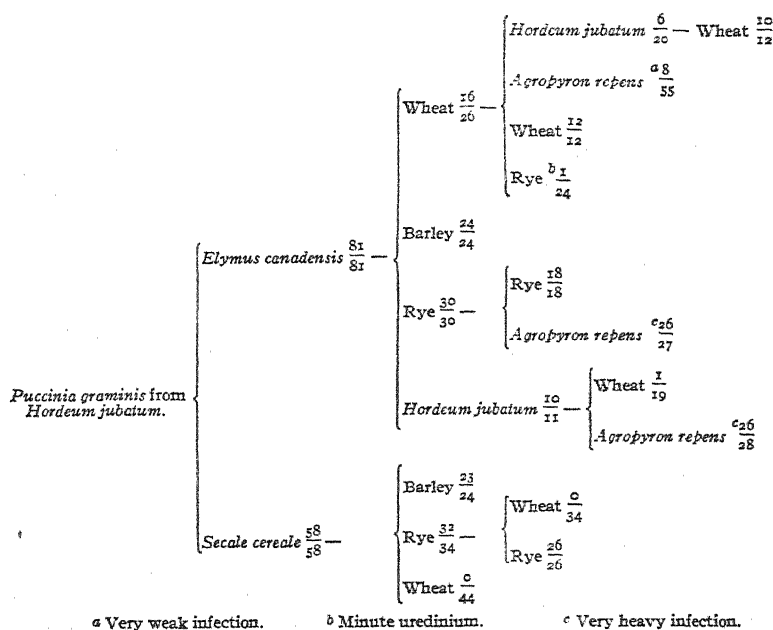 Hordeum jubatum 6/20 — Wheat 10/12
Agropyron repens a 8/55
Wheat 16/26 —
Wheat 12/12
Rye b 1/24
Barley 24/24
Elymus canadensis 81/81 —
Rye 18/18
Rye 30/30 —
Agropyron repens c 26/27
Puccinia graminis from
Hordeum jubatum.
Wheat 1/19
Hordeum jubatum 10/11 —
Agropyron repens c 26/28
Barley 23/24
Wheat 0/34
Secale cereale 58/58 —
Rye 32/34 —
Rye 26/26
Wheat 0/44
a Very weak infection. b Minute uredinium. c Very heavy infection.